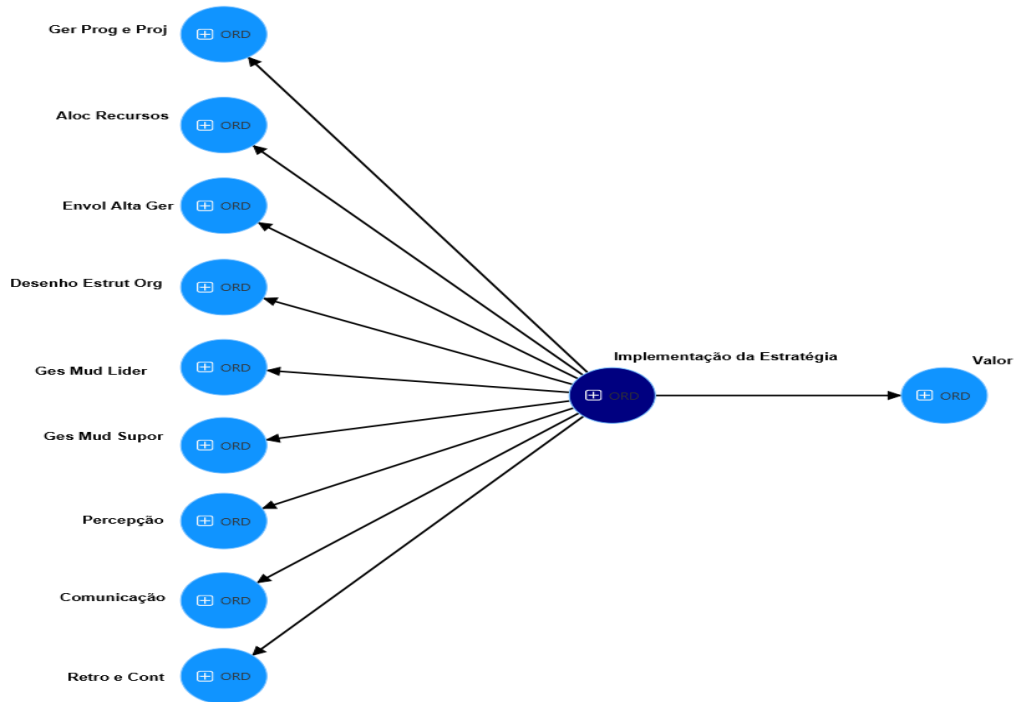 Ger Prog e Proj
ORD
Aloc Recursos
ORD
Envol Alta Ger
ORD
Desenho Estrut Org
ORD
Ges Mud Lider
ORD
Implementação da Estratégia
ORD
Valor
ORD
Ges Mud Supor
ORD
Percepção
ORD
Comunicação
ORD
Retro e Cont
ORD